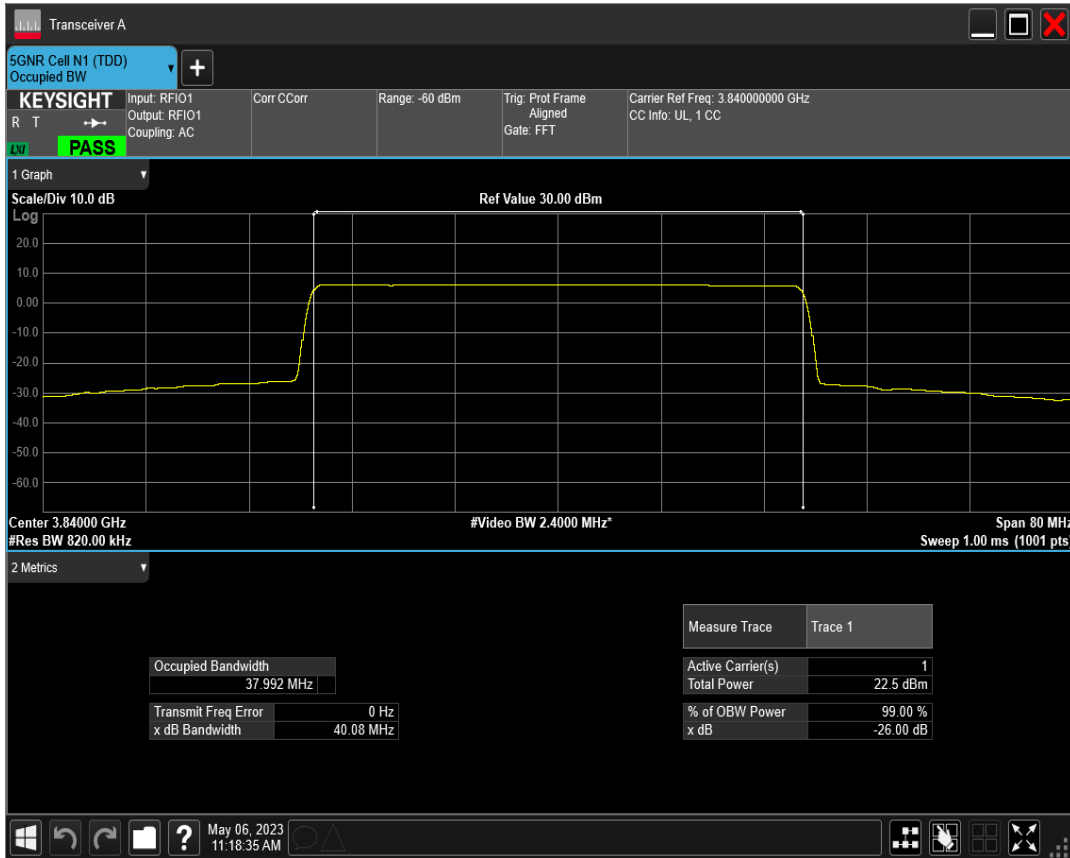 Transceiver A
5GNR Cell N1 (TDD)
Occupied BW
+
KEYSIGHT
R T
LXI
PASS
Input: RFIO1
Output: RFIO1
Coupling: AC
Corr CCorr
Range: -60 dBm
Trig: Prot Frame
Aligned
Gate: FFT
Carrier Ref Freq: 3.840000000 GHz
CC Info: UL, 1 CC
1 Graph
Scale/Div 10.0 dB
Ref Value 30.00 dBm
Log
20.0
10.0
0.00
-10.0
-20.0
-30.0
-40.0
-50.0
-60.0
Center 3.84000 GHz
#Video BW 2.4000 MHz*
Span 80 MHz
#Res BW 820.00 kHz
Sweep 1.00 ms (1001 pts)
2 Metrics
Measure Trace Trace 1
Occupied Bandwidth
37.992 MHz
Active Carrier(s) 1
Total Power 22.5 dBm
Transmit Freq Error 0 Hz
x dB Bandwidth 40.08 MHz
% of OBW Power 99.00 %
x dB -26.00 dB
?
May 06, 2023
11:18:35 AM